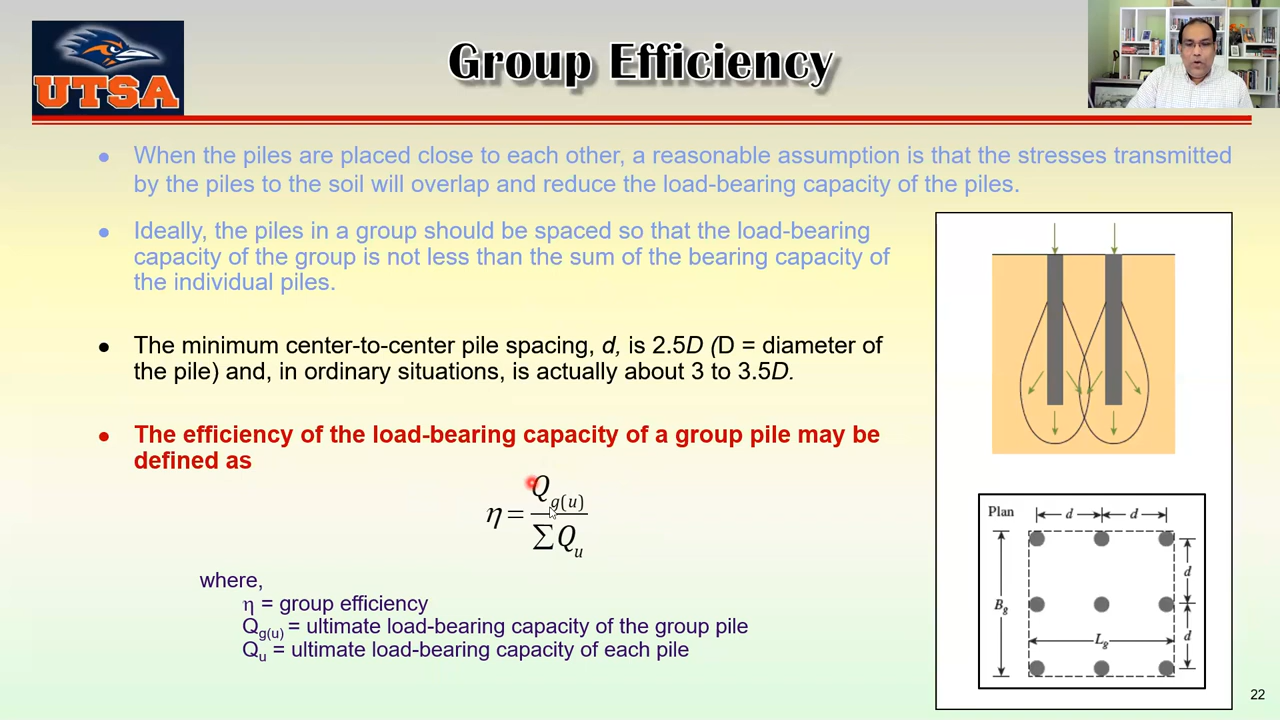 UTSA
Group Efficiency
● When the piles are placed close to each other, a reasonable assumption is that the stresses transmitted
by the piles to the soil will overlap and reduce the load-bearing capacity of the piles.
● Ideally, the piles in a group should be spaced so that the load-bearing
capacity of the group is not less than the sum of the bearing capacity of
the individual piles.
● The minimum center-to-center pile spacing, d, is 2.5D (D = diameter of
the pile) and, in ordinary situations, is actually about 3 to 3.5D.
● The efficiency of the load-bearing capacity of a group pile may be
defined as
η = Q_g(u) / ∑Q_u
where,
η = group efficiency
Q_g(u) = ultimate load-bearing capacity of the group pile
Q_u = ultimate load-bearing capacity of each pile
Plan
d d
d
B_g
L_g
d
22